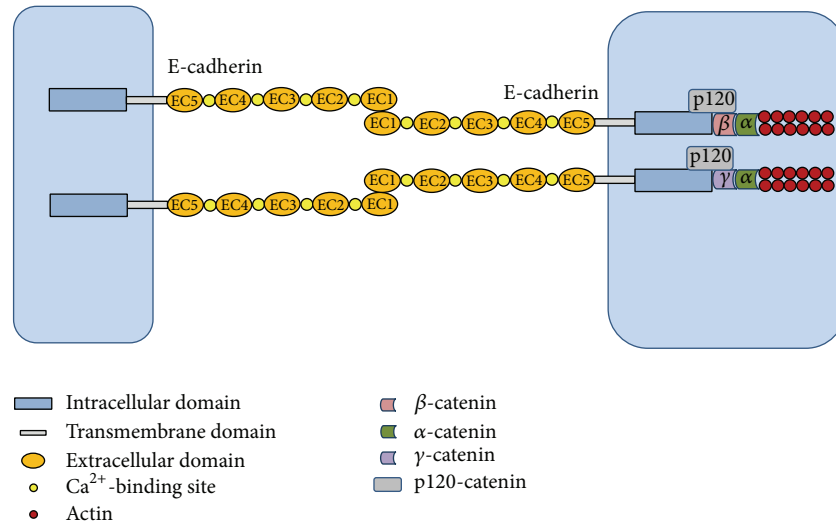 E-cadherin
EC5 EC4 EC3 EC2 EC1
E-cadherin
EC1 EC2 EC3 EC4 EC5
p120
β α
EC1 EC2 EC3 EC4 EC5
p120
γ α
EC5 EC4 EC3 EC2 EC1
Intracellular domain
Transmembrane domain
Extracellular domain
Ca²⁺-binding site
Actin
β-catenin
α-catenin
γ-catenin
p120-catenin